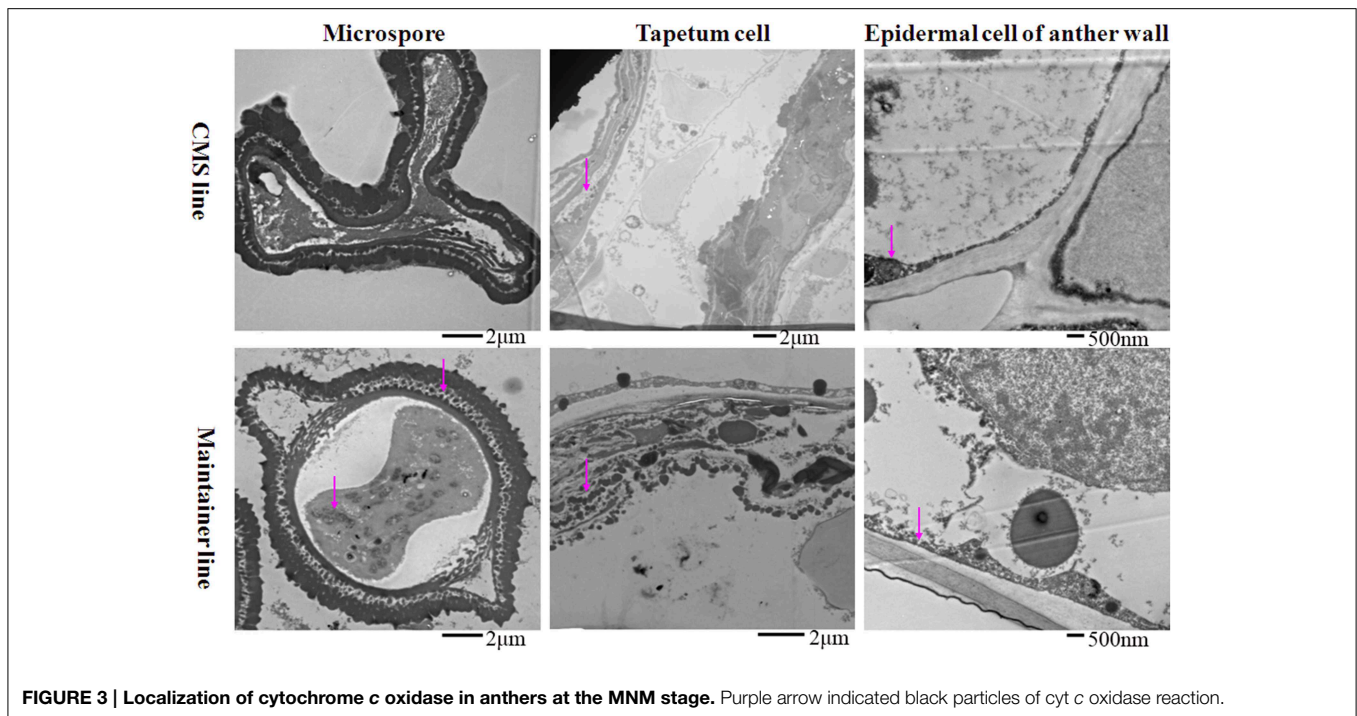 Microspore
Tapetum cell
Epidermal cell of anther wall
CMS line
2μm
2μm
500nm
Maintainer line
2μm
2μm
500nm
FIGURE 3 | Localization of cytochrome c oxidase in anthers at the MNM stage. Purple arrow indicated black particles of cyt c oxidase reaction.